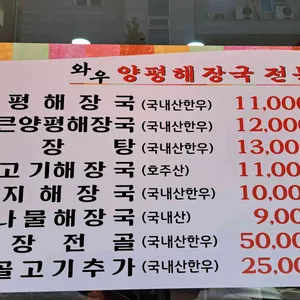 와우 양평해장국 전
평해장국(국내산한우) 11,000
큰양평해장국(국내산한우) 12,000
장탕(국내산한우) 13,000
고기해장국(호주산) 11,000
지해장국(국내산한우) 10,000
나물해장국(국내산) 9,00
장전골(국내산한우) 50,000
골고기추가(국내산한우) 25,00